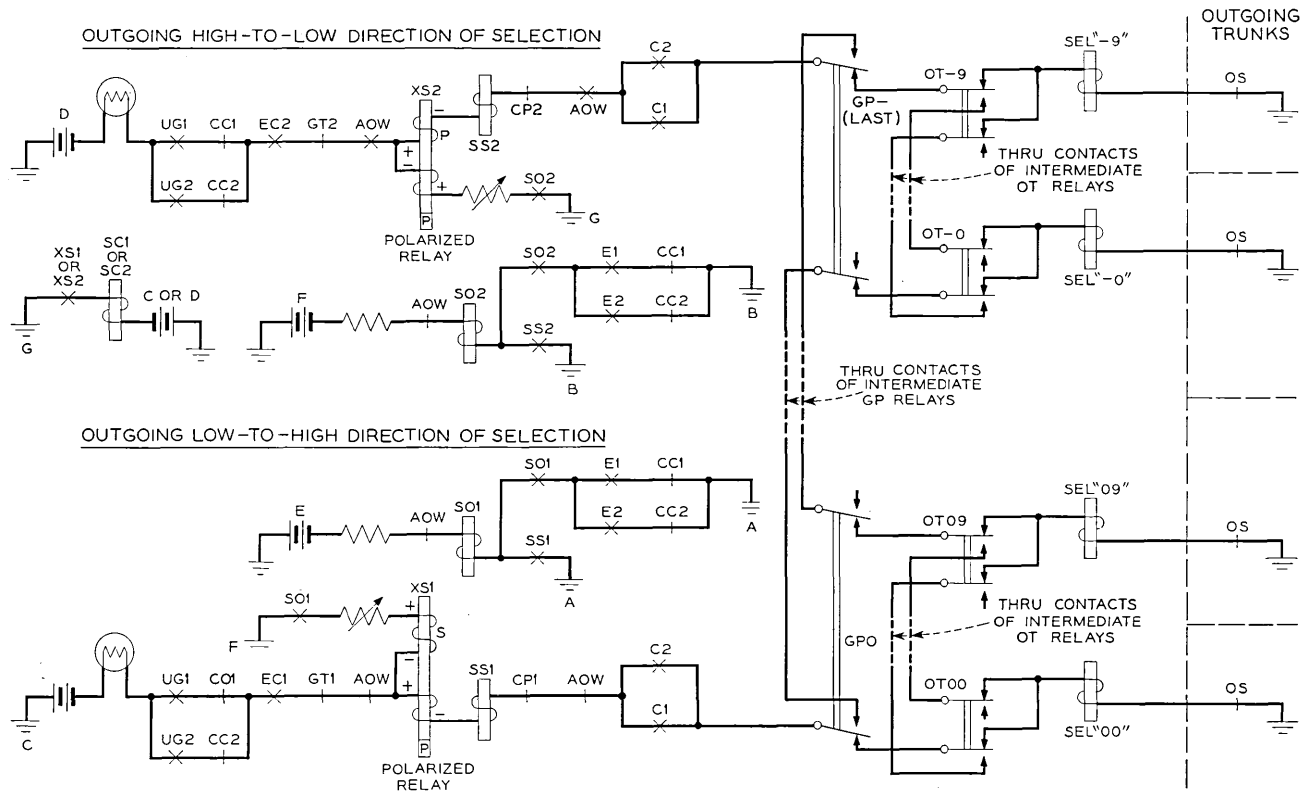 OUTGOING HIGH-TO-LOW DIRECTION OF SELECTION
OUTGOING
TRUNKS
D
UG1
CC1
EC2
GT2
AOW
UG2
CC2
XS2
-
P
+
-
+
P
POLARIZED
RELAY
SS2
CP2
AOW
C2
C1
SO2
G
GP-
(LAST)
OT-9
SEL"-9"
OS
THRU CONTACTS
OF INTERMEDIATE
OT RELAYS
OT-0
SEL"-0"
OS
XS1
OR
XS2
SC1
OR
SC2
C OR D
G
F
AOW
SO2
SO2
E1
CC1
E2
CC2
B
SS2
B
THRU CONTACTS
OF INTERMEDIATE
GP RELAYS
OUTGOING LOW-TO-HIGH DIRECTION OF SELECTION
E
AOW
SO1
SO1
E1
CC1
E2
CC2
A
SS1
A
SO1
F
XS1
+
S
-
+
-
P
POLARIZED
RELAY
C
UG1
CO1
EC1
GT1
AOW
UG2
CC2
SS1
CP1
AOW
C2
C1
GPO
OT09
SEL"09"
OS
THRU CONTACTS
OF INTERMEDIATE
OT RELAYS
OT00
SEL"00"
OS